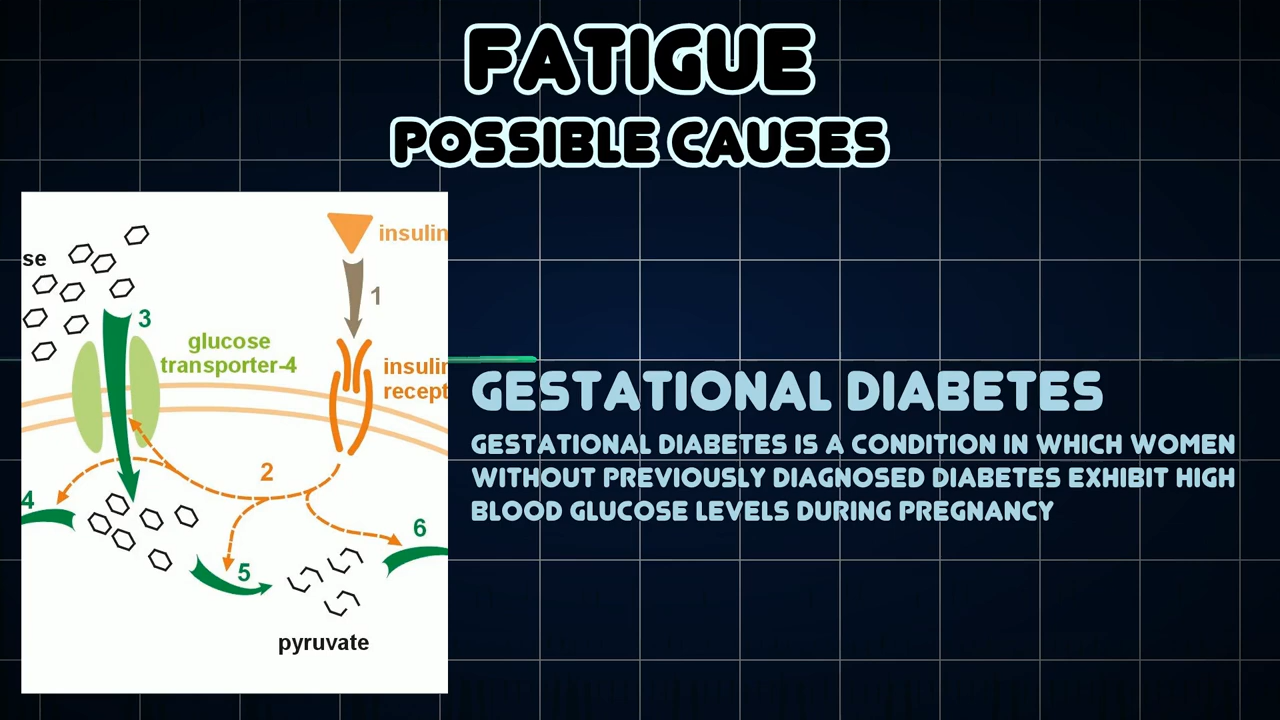 FATIGUE
POSSIBLE CAUSES
insulin
se
1
3
glucose
transporter-4
insulin
recept
GESTATIONAL DIABETES
GESTATIONAL DIABETES IS A CONDITION IN WHICH WOMEN
WITHOUT PREVIOUSLY DIAGNOSED DIABETES EXHIBIT HIGH
BLOOD GLUCOSE LEVELS DURING PREGNANCY
2
4
6
5
pyruvate